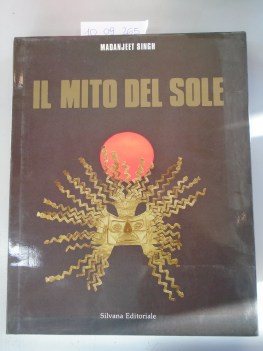 MADANJEET SINGH
IL MITO DEL SOLE
Silvana Editoriale